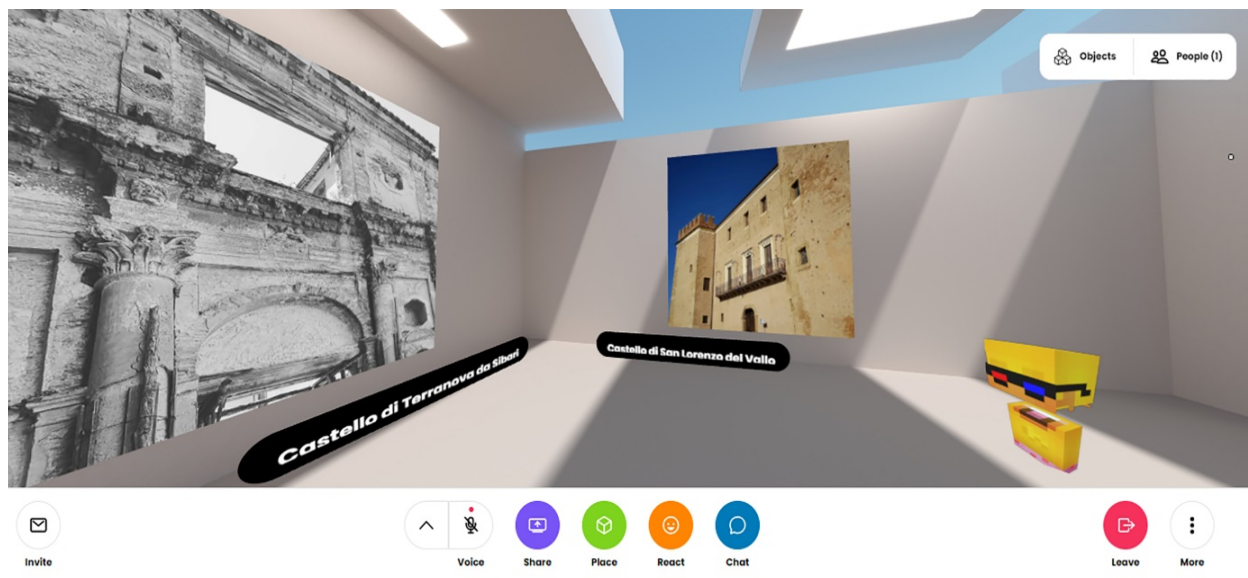 Objects
People (1)
Castello di Terranova da Sibari
Castello di San Lorenzo del Vallo
Invite
Voice
Share
Place
React
Chat
Leave
More